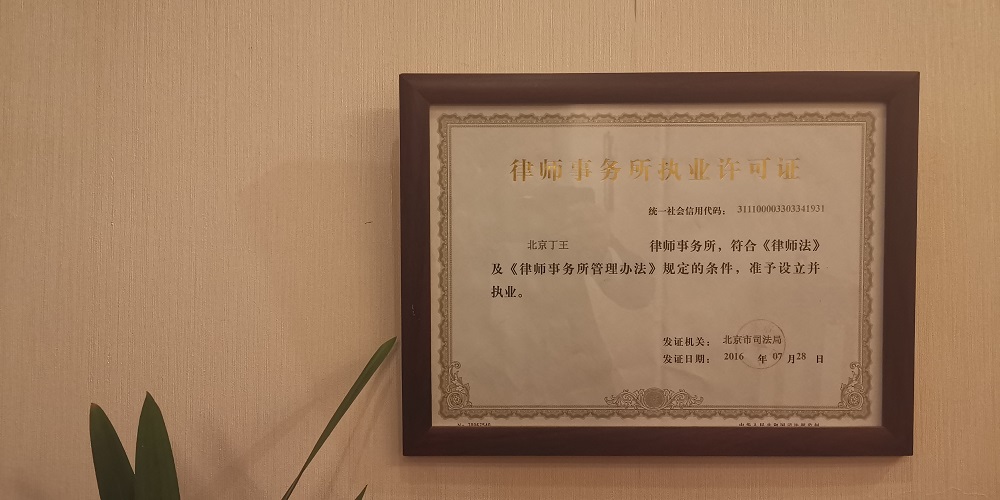 律师事务所执业许可证
统一社会信用代码： 311100003303341931
北京丁王 律师事务所，符合《律师法》
及《律师事务所管理办法》规定的条件，准予设立并
执业。
发证机关： 北京市司法局
发证日期： 2016 年 07 月 28 日